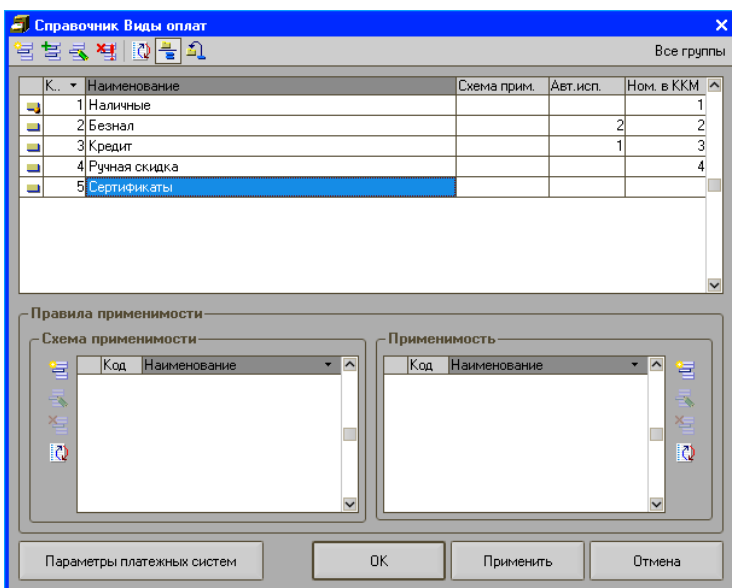 Справочник Виды оплат
Все группы
К.. Наименование Схема прим. Авт.исп. Ном. в ККМ
1 Наличные 1
2 Безнал 2 2
3 Кредит 1 3
4 Ручная скидка 4
5 Сертификаты
Правила применимости
Схема применимости Применимость
Код Наименование Код Наименование
Параметры платежных систем OK Применить Отмена